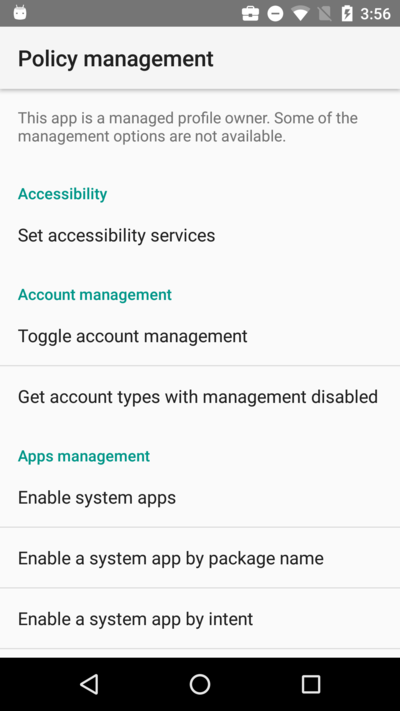 3:56
Policy management
This app is a managed profile owner. Some of the
management options are not available.
Accessibility
Set accessibility services
Account management
Toggle account management
Get account types with management disabled
Apps management
Enable system apps
Enable a system app by package name
Enable a system app by intent